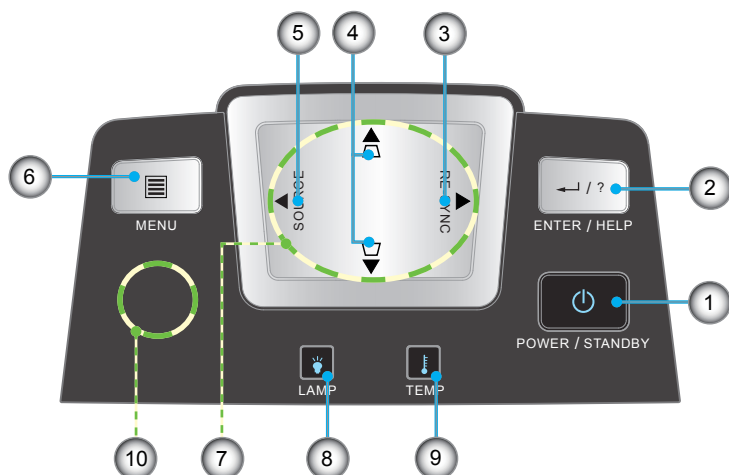 5 4 3
6
MENU
SOURCE
RE-SYNC
/ ?
ENTER / HELP
2
1
POWER / STANDBY
LAMP
TEMP
10 7 8 9